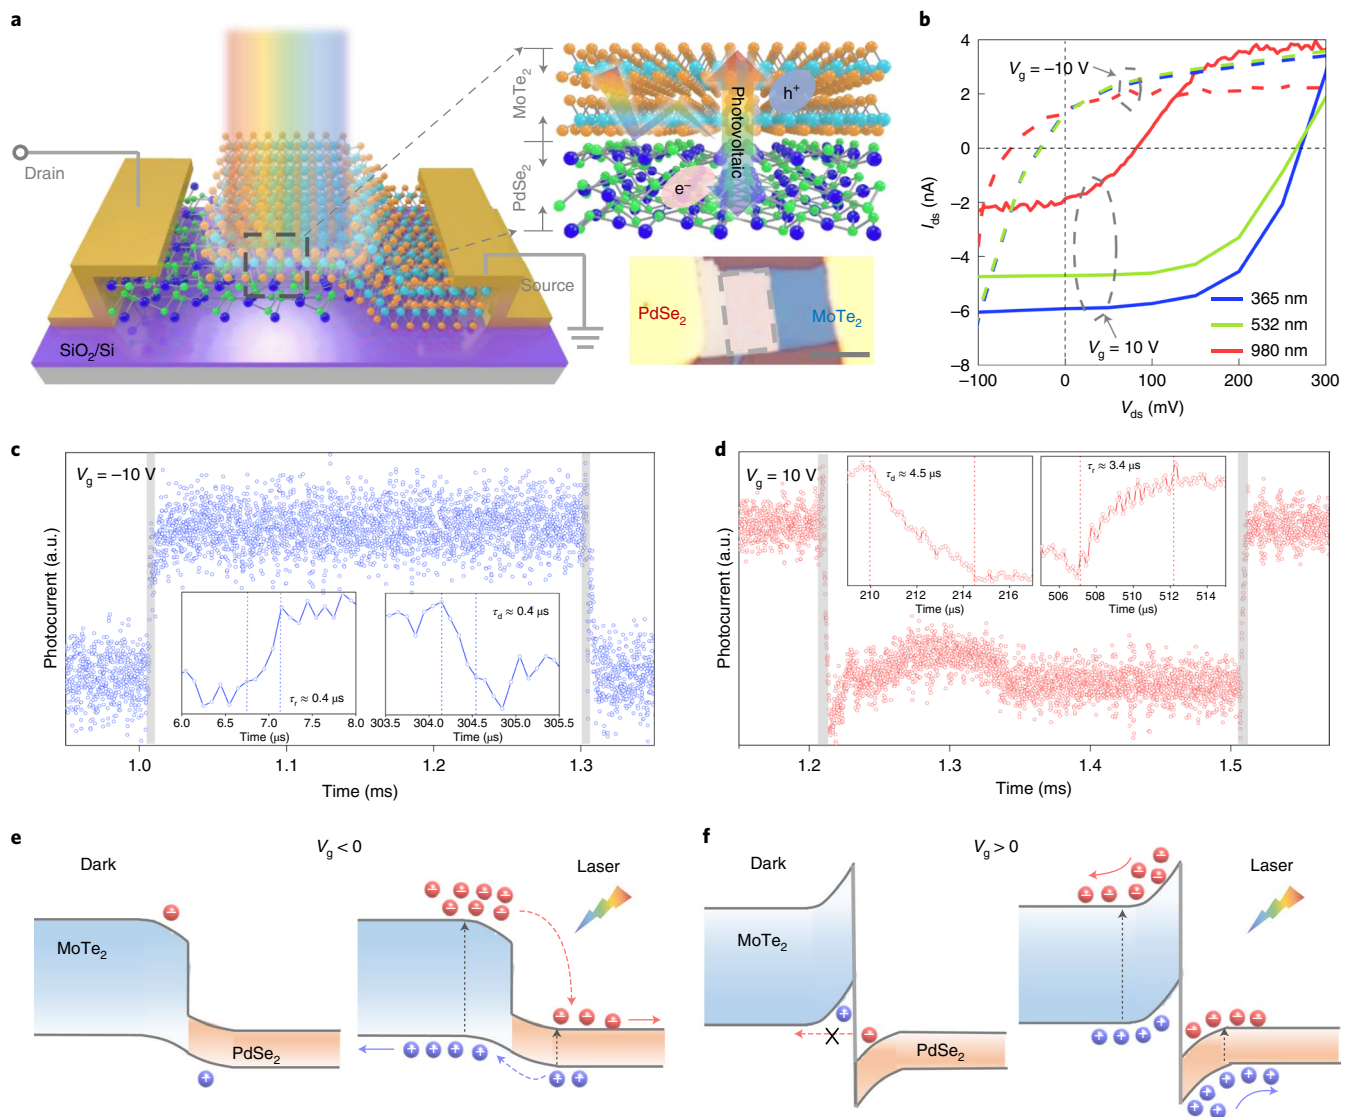 a
Drain
Source
SiO2/Si
MoTe2
PdSe2
Photovoltaic
h+
e−
PdSe2
MoTe2
b
Ids (nA)
4
2
0
−2
−4
−6
−8
Vg = −10 V
Vg = 10 V
365 nm
532 nm
980 nm
−100 0 100 200 300
Vds (mV)
c
Vg = −10 V
Photocurrent (a.u.)
τr ≈ 0.4 µs
6.0 6.5 7.0 7.5 8.0
Time (µs)
τd ≈ 0.4 µs
303.5 304.0 304.5 305.0 305.5
Time (µs)
1.0 1.1 1.2 1.3
Time (ms)
d
Vg = 10 V
Photocurrent (a.u.)
τd ≈ 4.5 µs
210 212 214 216
Time (µs)
τr ≈ 3.4 µs
506 508 510 512 514
Time (µs)
1.2 1.3 1.4 1.5
Time (ms)
e
Vg < 0
Dark
Laser
MoTe2
PdSe2
f
Vg > 0
Dark
Laser
MoTe2
X
PdSe2